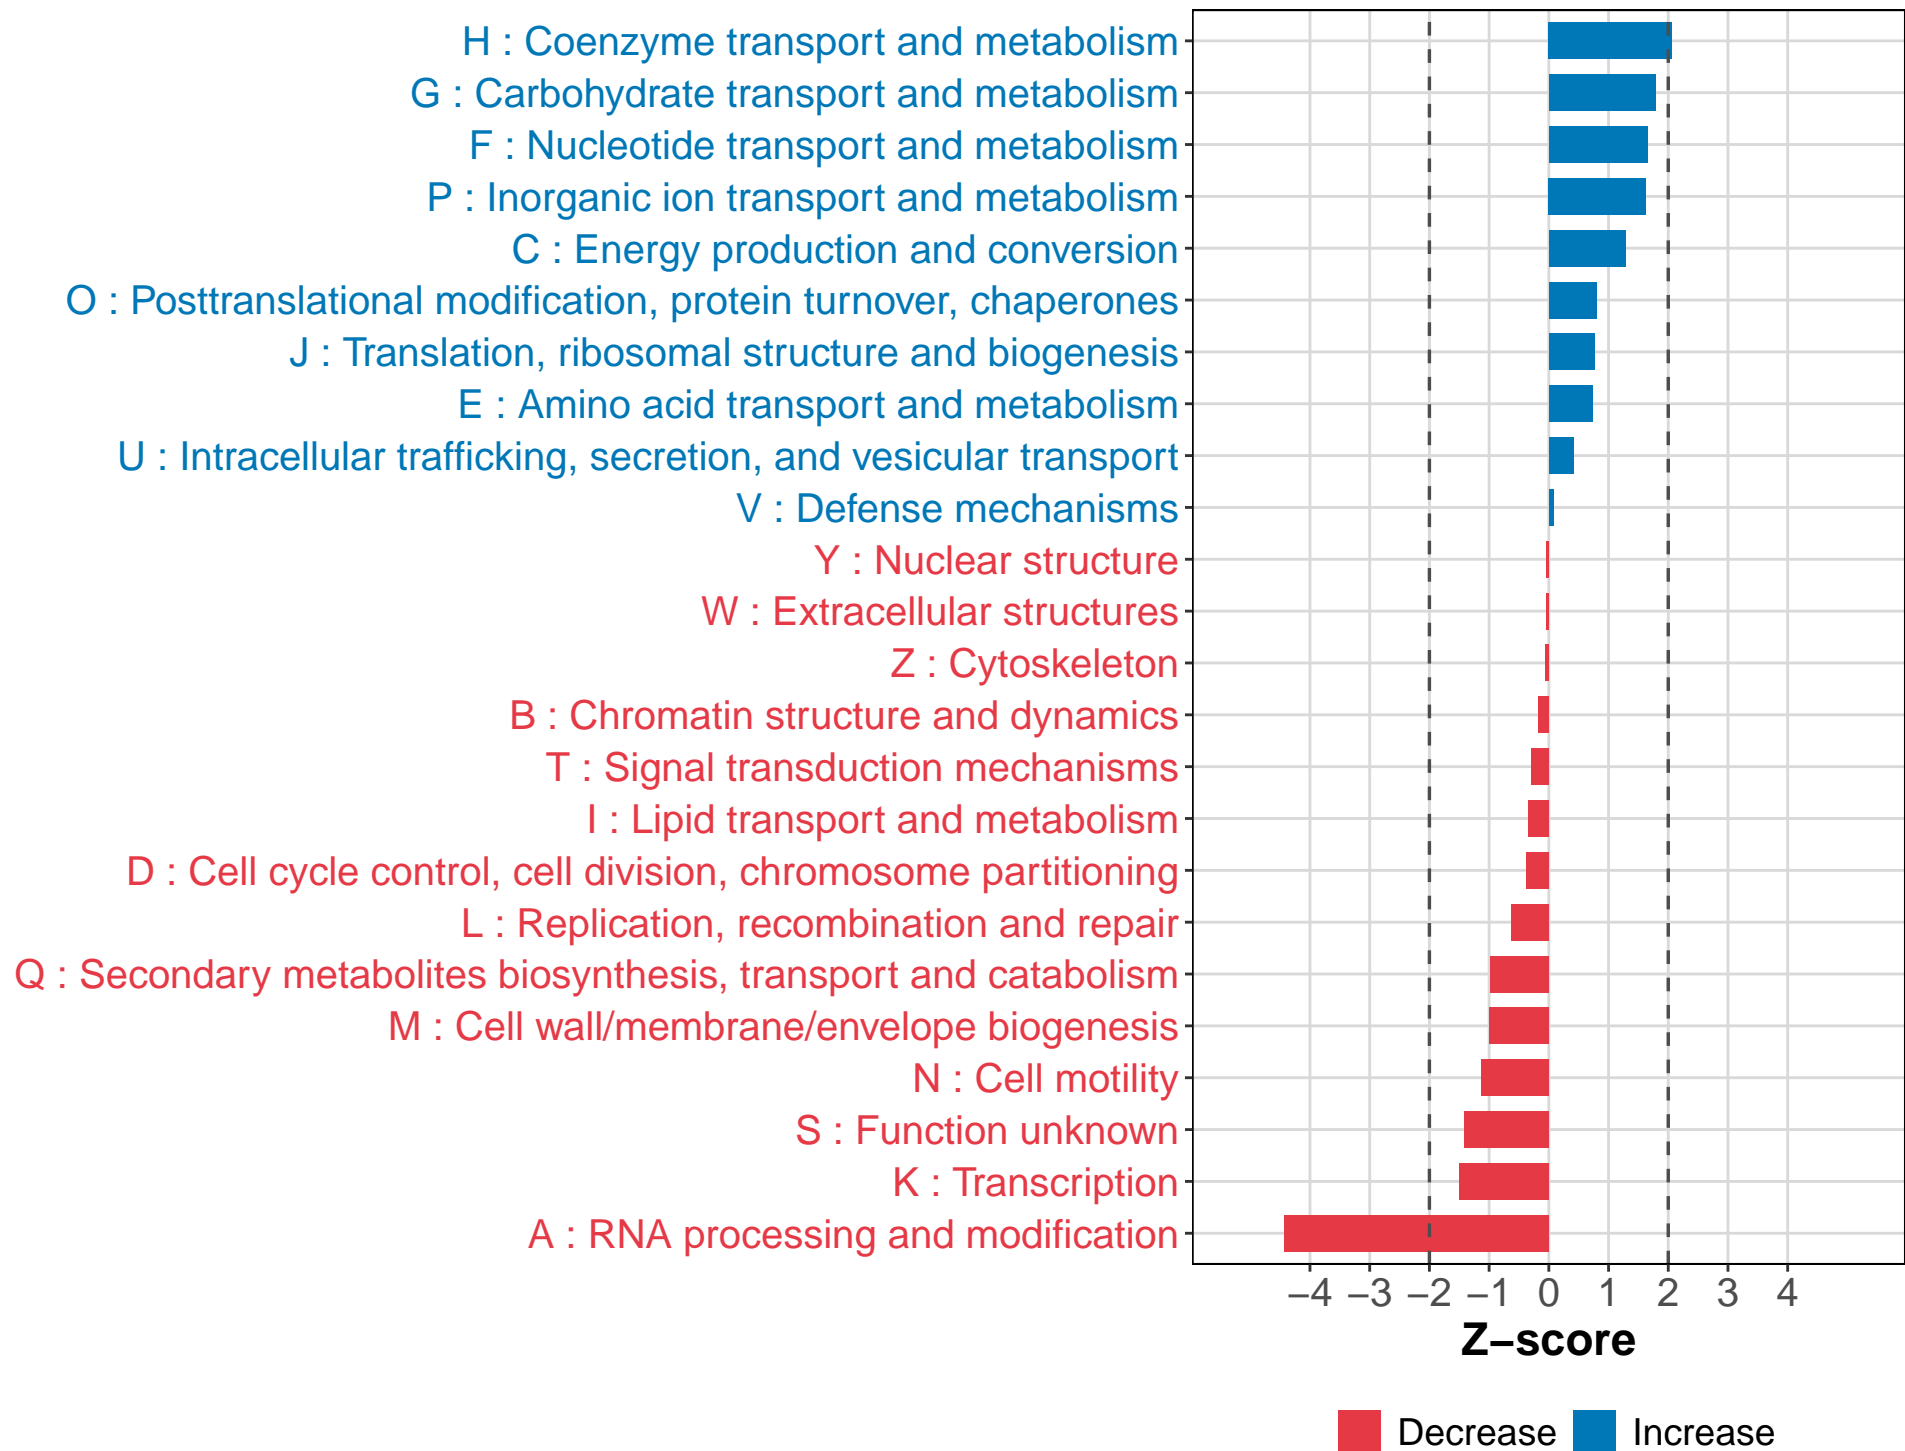 H : Coenzyme transport and metabolism
G : Carbohydrate transport and metabolism
F : Nucleotide transport and metabolism
P : Inorganic ion transport and metabolism
C : Energy production and conversion
O : Posttranslational modification, protein turnover, chaperones
J : Translation, ribosomal structure and biogenesis
E : Amino acid transport and metabolism
U : Intracellular trafficking, secretion, and vesicular transport
V : Defense mechanisms
Y : Nuclear structure
W : Extracellular structures
Z : Cytoskeleton
B : Chromatin structure and dynamics
T : Signal transduction mechanisms
I : Lipid transport and metabolism
D : Cell cycle control, cell division, chromosome partitioning
L : Replication, recombination and repair
Q : Secondary metabolites biosynthesis, transport and catabolism
M : Cell wall/membrane/envelope biogenesis
N : Cell motility
S : Function unknown
K : Transcription
A : RNA processing and modification
−4 −3 −2 −1 0 1 2 3 4
Z−score
Decrease Increase